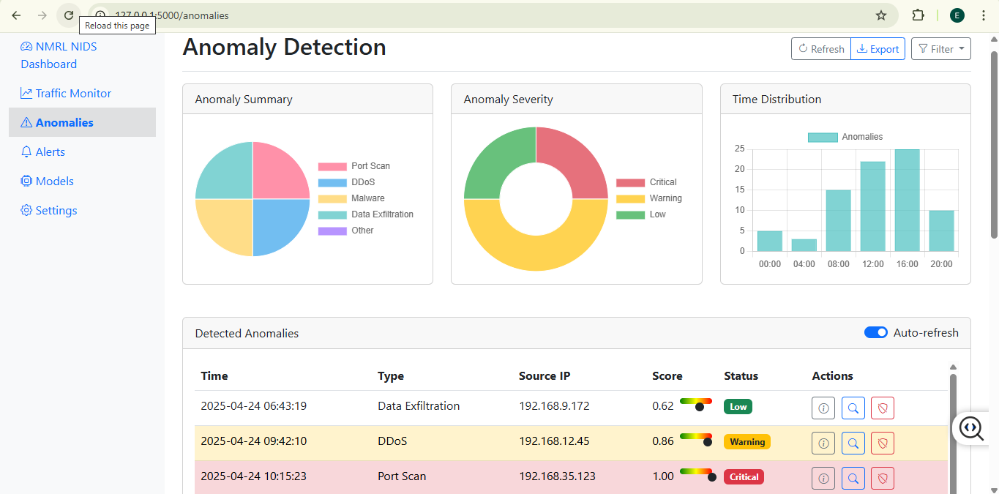 127.0.0.1:5000/anomalies
E
Reload this page
NMRL NIDS
Dashboard
Traffic Monitor
Anomalies
Alerts
Models
Settings
Anomaly Detection
Refresh
Export
Filter
Anomaly Summary
Port Scan
DDoS
Malware
Data Exfiltration
Other
Anomaly Severity
Critical
Warning
Low
Time Distribution
Anomalies
25
20
15
10
5
0
00:00 04:00 08:00 12:00 16:00 20:00
Detected Anomalies
Auto-refresh
Time Type Source IP Score Status Actions
2025-04-24 06:43:19 Data Exfiltration 192.168.9.172 0.62 Low
2025-04-24 09:42:10 DDoS 192.168.12.45 0.86 Warning
2025-04-24 10:15:23 Port Scan 192.168.35.123 1.00 Critical